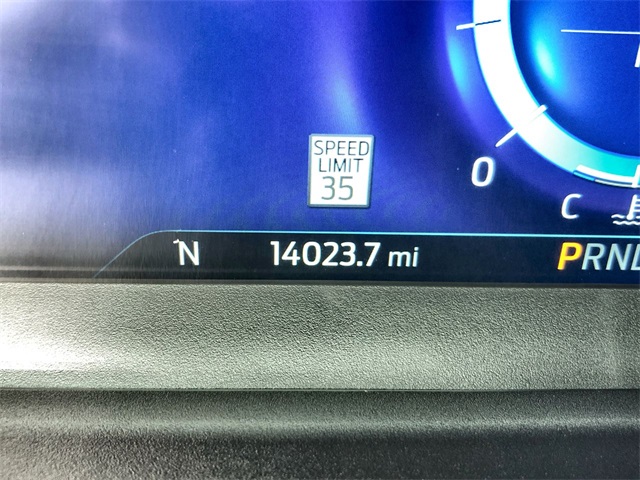 SPEED
LIMIT
35
0
C
N 14023.7 mi PRND